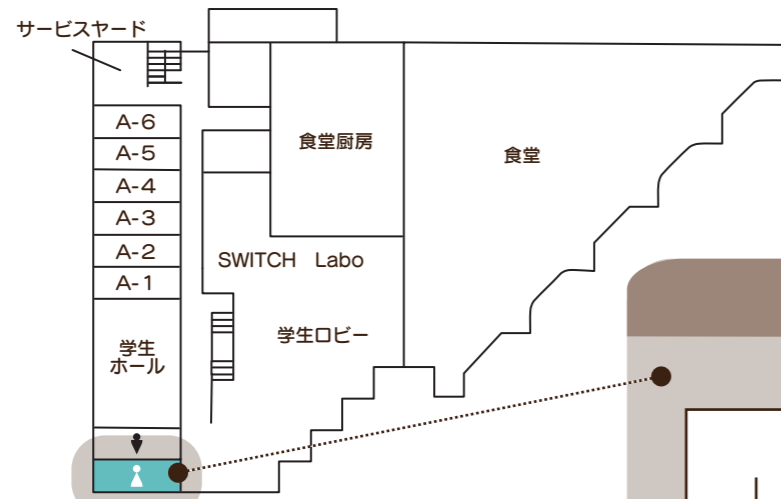 サービスヤード
A-6
A-5
A-4
A-3
A-2
A-1
学生
ホール
食堂厨房
食堂
SWITCH Labo
学生ロビー